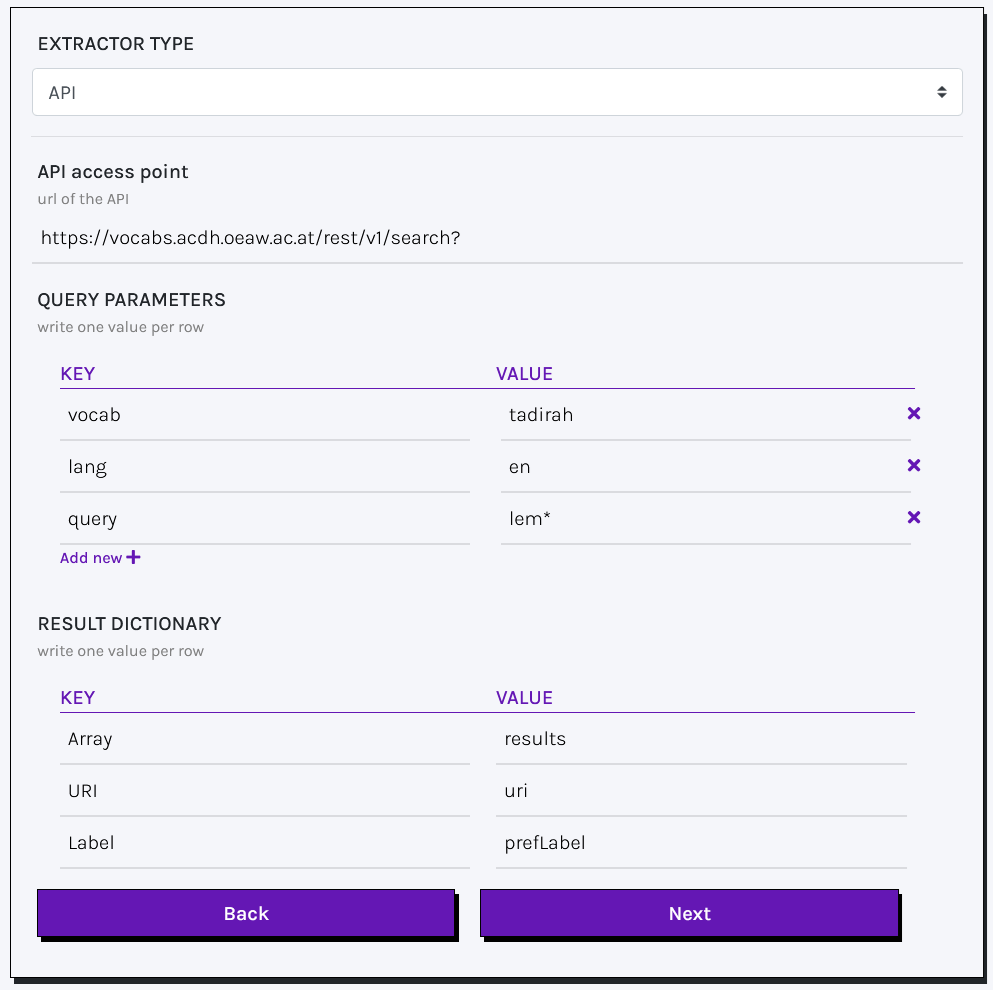 EXTRACTOR TYPE
API
API access point
url of the API
https://vocabs.acdh.oeaw.ac.at/rest/v1/search?
QUERY PARAMETERS
write one value per row
KEY VALUE
vocab tadirah
lang en
query lem*
Add new
RESULT DICTIONARY
write one value per row
KEY VALUE
Array results
URI uri
Label prefLabel
Back Next